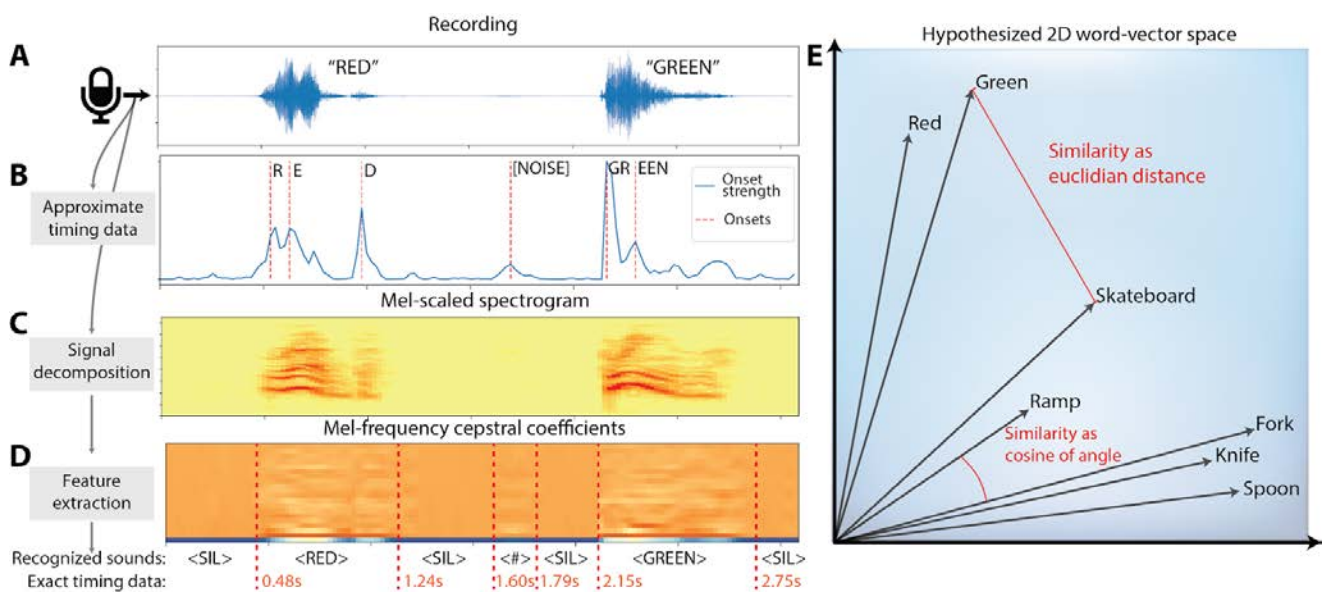 Recording
A
"RED"
"GREEN"
B
Approximate
timing data
R
E
D
[NOISE]
GR
EEN
Onset
strength
Onsets
Mel-scaled spectrogram
C
Signal
decomposition
Mel-frequency cepstral coefficients
D
Feature
extraction
Recognized sounds:
<SIL>
<RED>
<SIL>
<#>
<SIL>
<GREEN>
<SIL>
Exact timing data:
0.48s
1.24s
1.60s
1.79s
2.15s
2.75s
E
Hypothesized 2D word-vector space
Green
Red
Similarity as
euclidian distance
Skateboard
Ramp
Similarity as
cosine of angle
Fork
Knife
Spoon